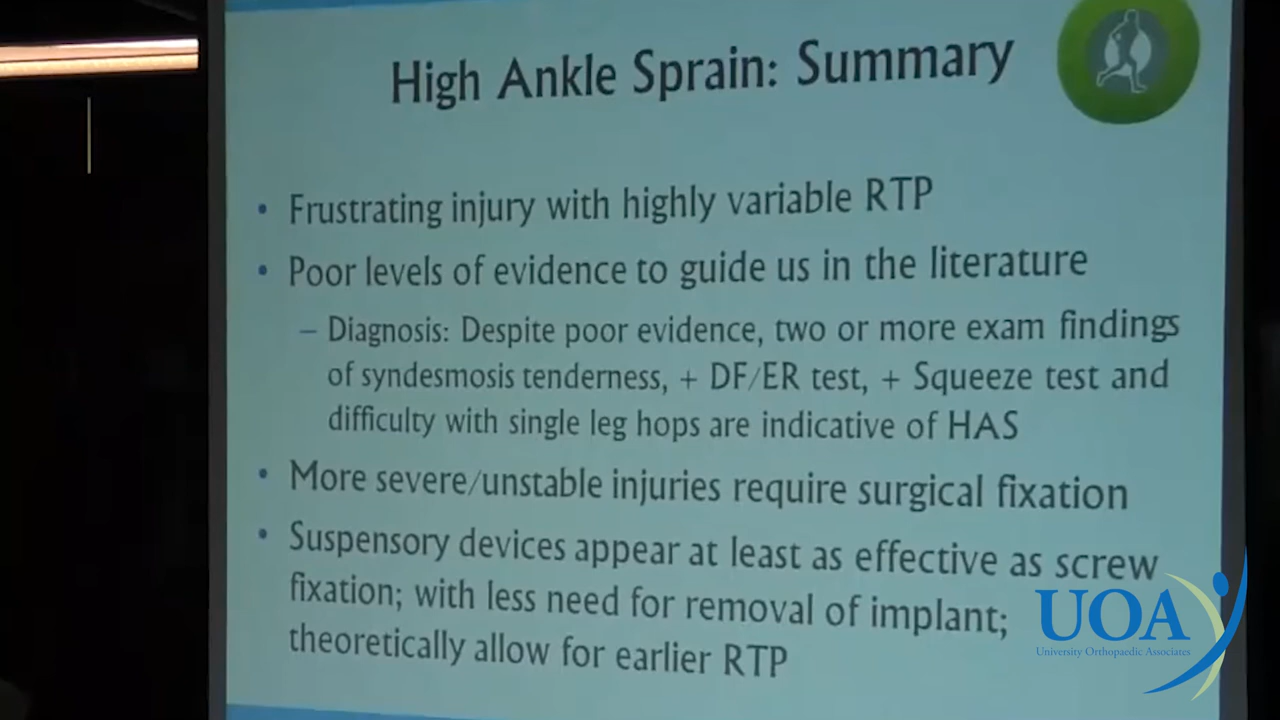 High Ankle Sprain: Summary
• Frustrating injury with highly variable RTP
• Poor levels of evidence to guide us in the literature
– Diagnosis: Despite poor evidence, two or more exam findings
of syndesmosis tenderness, + DF/ER test, + Squeeze test and
difficulty with single leg hops are indicative of HAS
• More severe/unstable injuries require surgical fixation
• Suspensory devices appear at least as effective as screw
fixation; with less need for removal of implant;
theoretically allow for earlier RTP
UOA
University Orthopaedic Associates